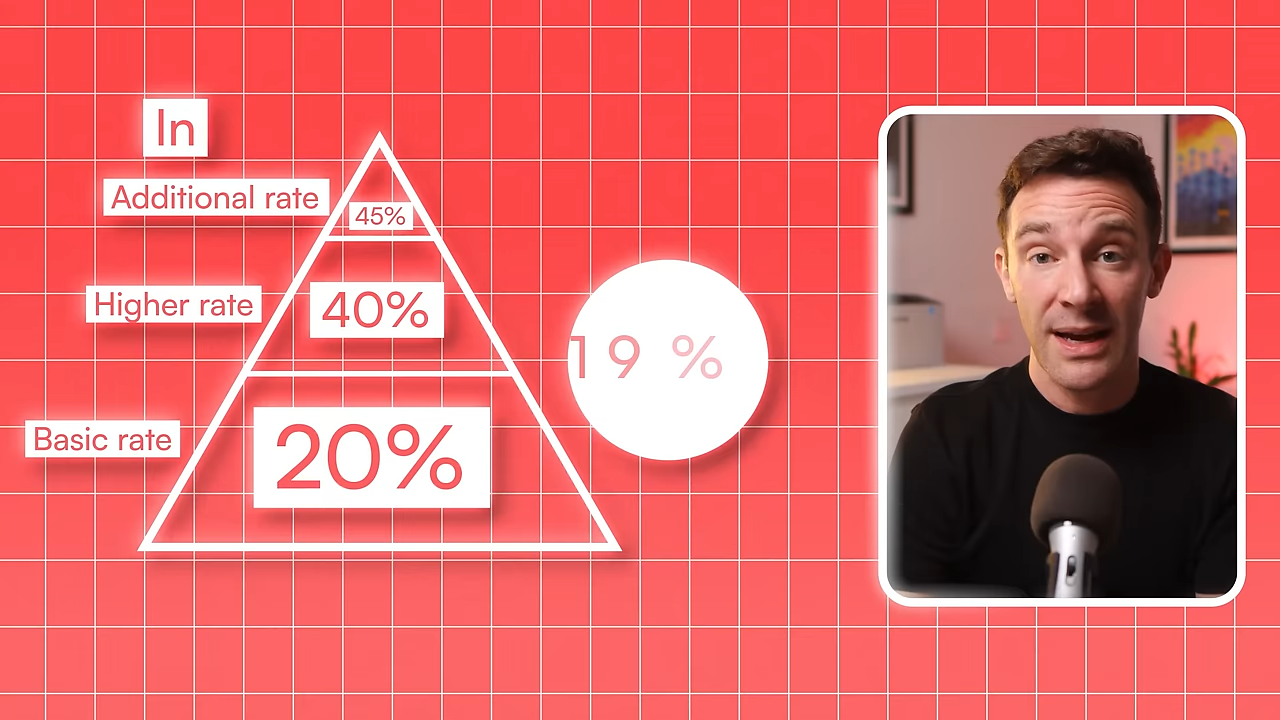 In
Additional rate
45%
Higher rate
40%
19 %
Basic rate
20%